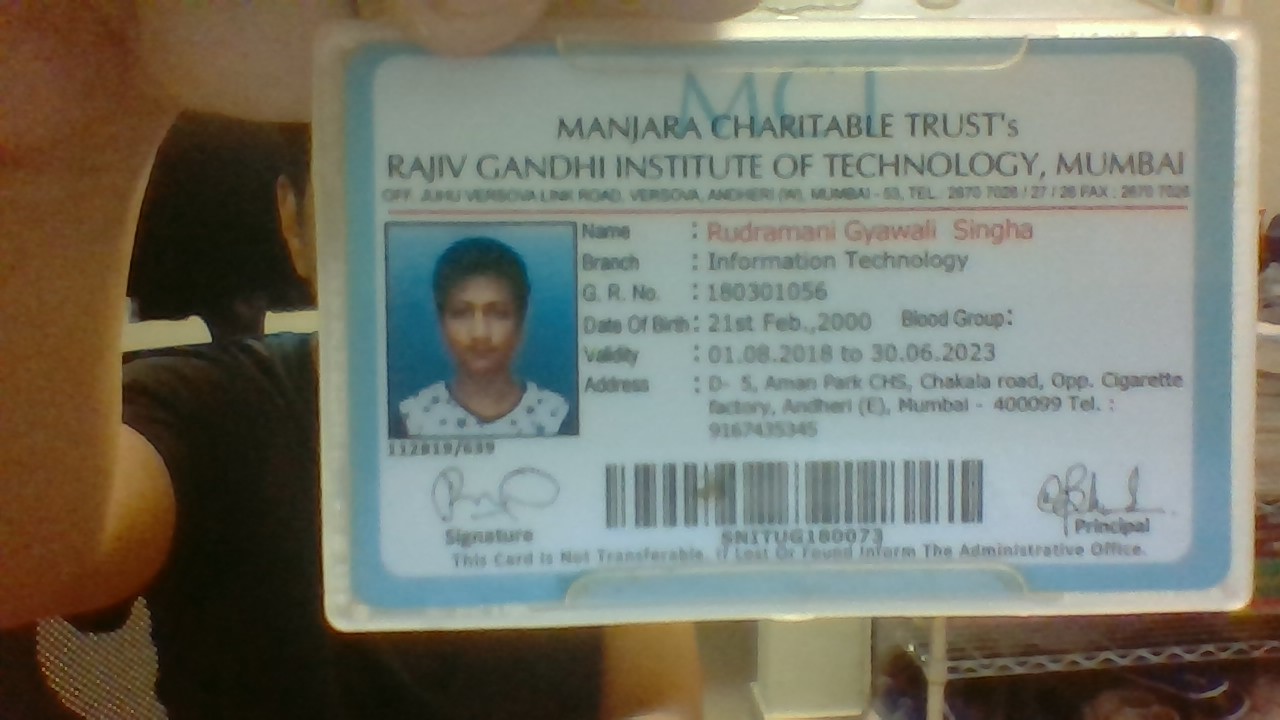 MCT
MANJARA CHARITABLE TRUST's
RAJIV GANDHI INSTITUTE OF TECHNOLOGY, MUMBAI
OFF. JUHU VERSOVA LINK ROAD, VERSOVA, ANDHERI (W), MUMBAI - 53, TEL. : 2670 7026 / 27 / 28 FAX : 2670 7026
Name : Rudramani Gyawali Singha
Branch : Information Technology
G. R. No. : 180301056
Date Of Birth : 21st Feb.,2000 Blood Group:
Validity : 01.08.2018 to 30.06.2023
Address : D- 5, Aman Park CHS, Chakala road, Opp. Cigarette
factory, Andheri (E), Mumbai - 400099 Tel. :
9167435345
112819/639
Signature
SNITUG180073
Principal
This Card is Not Transferable. If Lost Or Found Inform The Administrative Office.